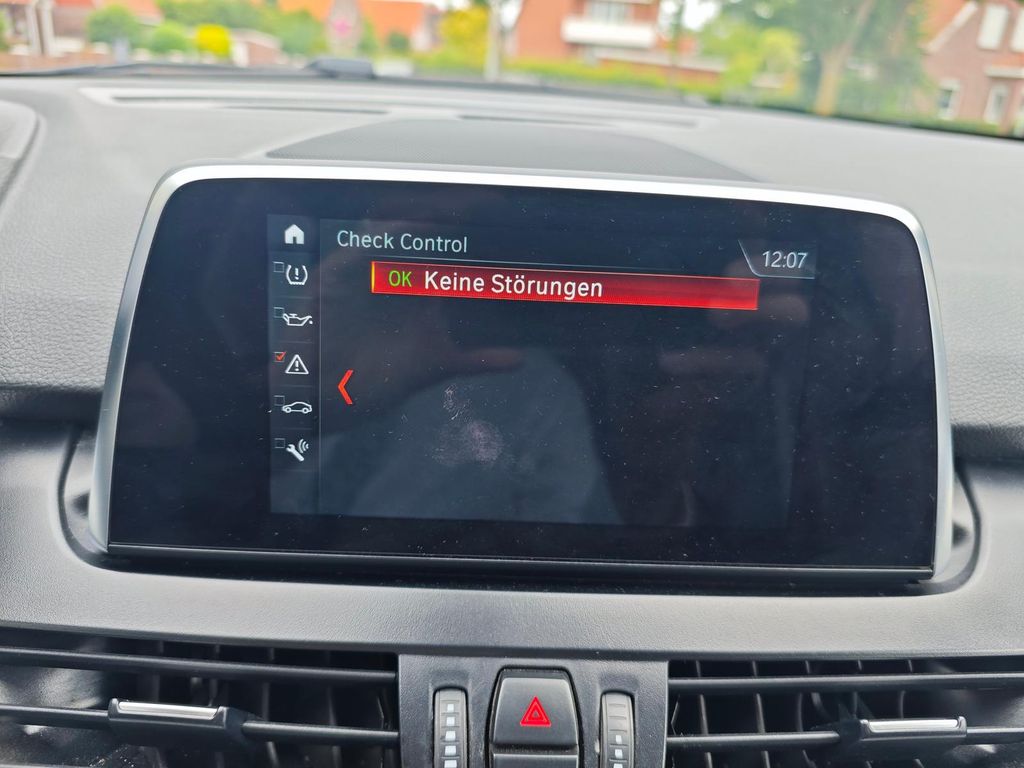 Check Control
12:07
OK Keine Störungen